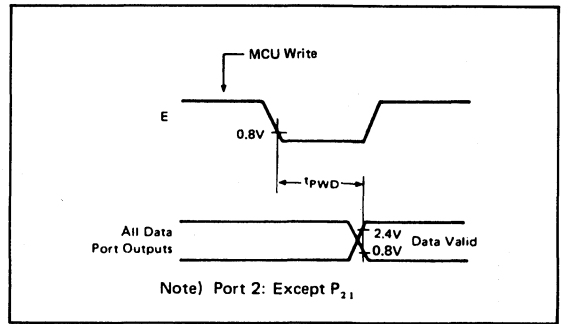 MCU Write
E
0.8V
tPWD
All Data
Port Outputs
2.4V
0.8V
Data Valid
Note) Port 2: Except P21